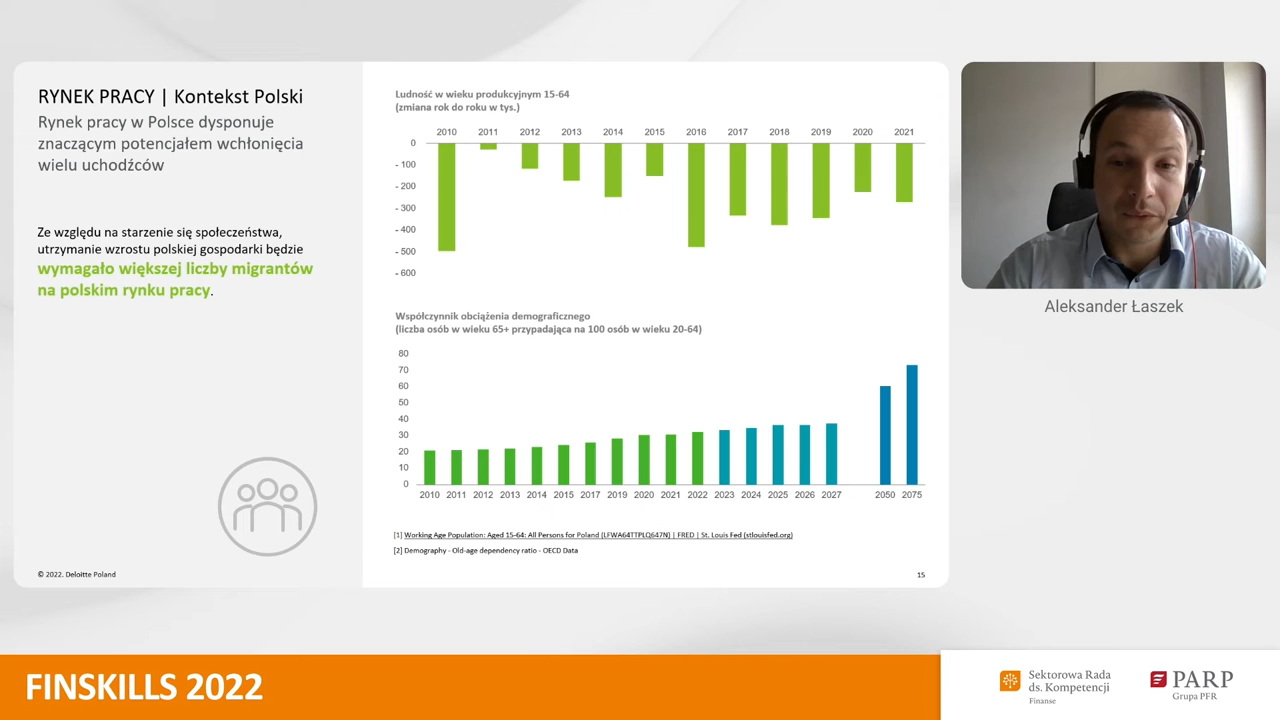 RYNEK PRACY | Kontekst Polski
Rynek pracy w Polsce dysponuje
znaczącym potencjałem wchłonięcia
wielu uchodźców
Ze względu na starzenie się społeczeństwa,
utrzymanie wzrostu polskiej gospodarki będzie
wymagało większej liczby migrantów
na polskim rynku pracy.
© 2022. Deloitte Poland
Ludność w wieku produkcyjnym 15-64
(zmiana rok do roku w tys.)
2010 2011 2012 2013 2014 2015 2016 2017 2018 2019 2020 2021
0
- 100
- 200
- 300
- 400
- 500
- 600
Współczynnik obciążenia demograficznego
(liczba osób w wieku 65+ przypadająca na 100 osób w wieku 20-64)
80
70
60
50
40
30
20
10
0
2010 2011 2012 2013 2014 2015 2017 2019 2020 2021 2022 2023 2024 2025 2026 2027 2050 2075
[1] Working Age Population: Aged 15-64: All Persons for Poland (LFWA64TTPLQ647N) | FRED | St. Louis Fed (stlouisfed.org)
[2] Demography - Old-age dependency ratio - OECD Data
15
Aleksander Łaszek
FINSKILLS 2022
Sektorowa Rada
ds. Kompetencji
Finanse
PARP
Grupa PFR